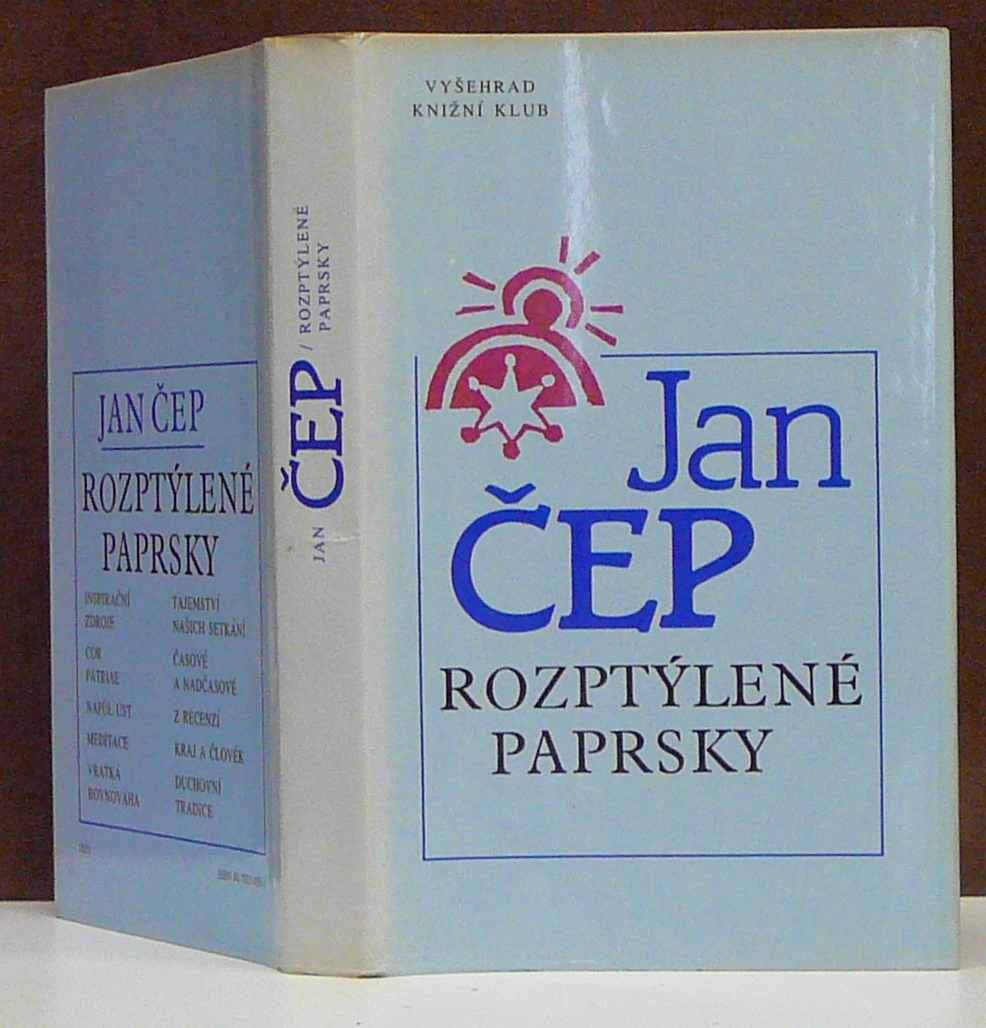 VYŠEHRAD
KNIŽNÍ KLUB
Jan
ČEP
ROZPTÝLENÉ
PAPRSKY
JAN ČEP / ROZPTÝLENÉ
PAPRSKY
JAN ČEP
ROZPTÝLENÉ
PAPRSKY
INSPIRAČNÍ
ZDROJE
COR
PATRIAE
NAPŮL ÚST
MEDITACE
VRATKÁ
ROVNOVÁHA
TAJEMSTVÍ
NAŠICH SETKÁNÍ
ČASOVÉ
A NADČASOVÉ
Z RECENZÍ
KRAJ A ČLOVĚK
DUCHOVNÍ
TRADICE
ISBN